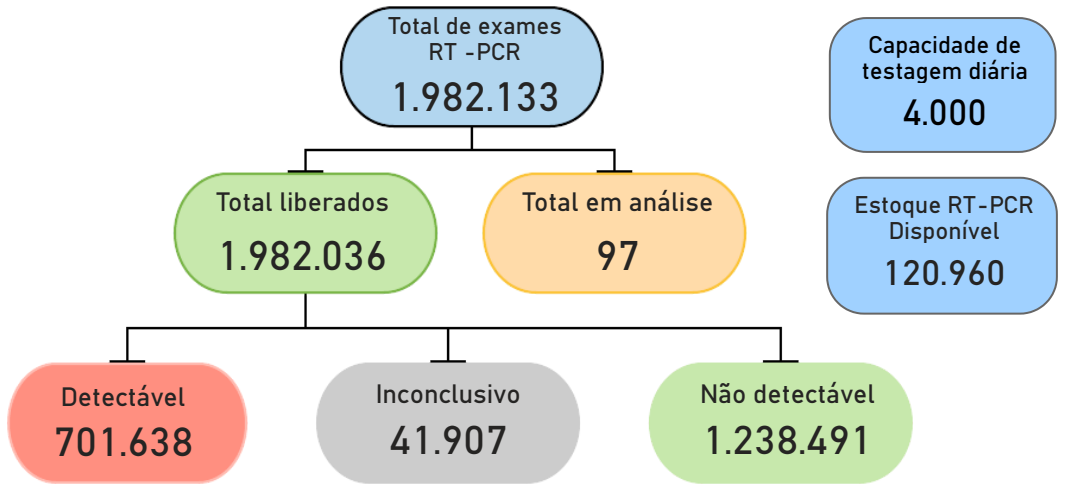 Total de exames
RT -PCR
1.982.133
Capacidade de
testagem diária
4.000
Total liberados
1.982.036
Total em análise
97
Estoque RT-PCR
Disponível
120.960
Detectável
701.638
Inconclusivo
41.907
Não detectável
1.238.491